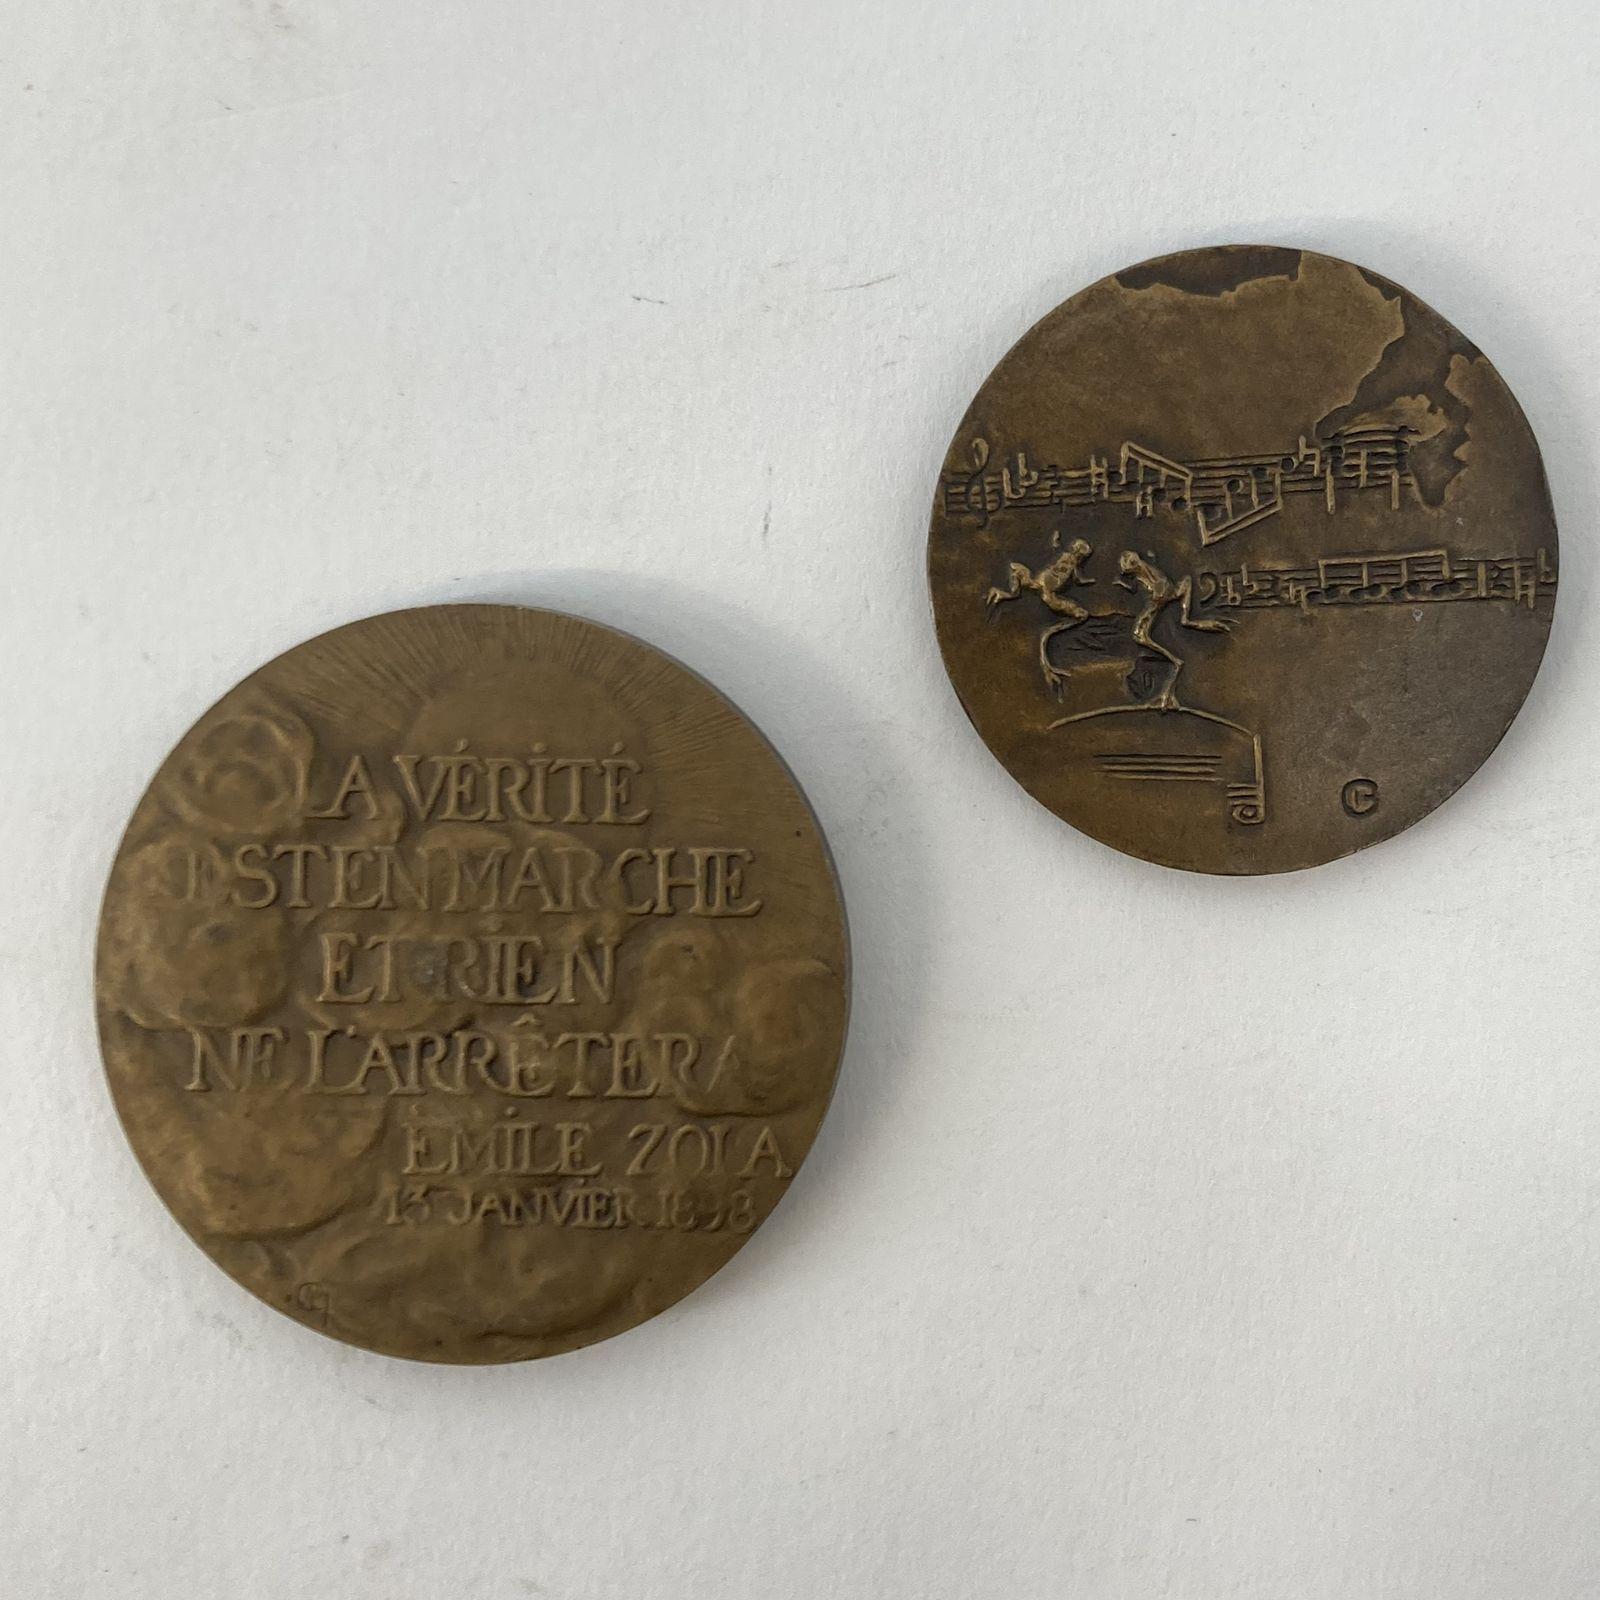 LA VÉRITÉ
EST EN MARCHE
ET RIEN
NE L'ARRÊTERA
ÉMILE ZOLA
13 JANVIER 1898